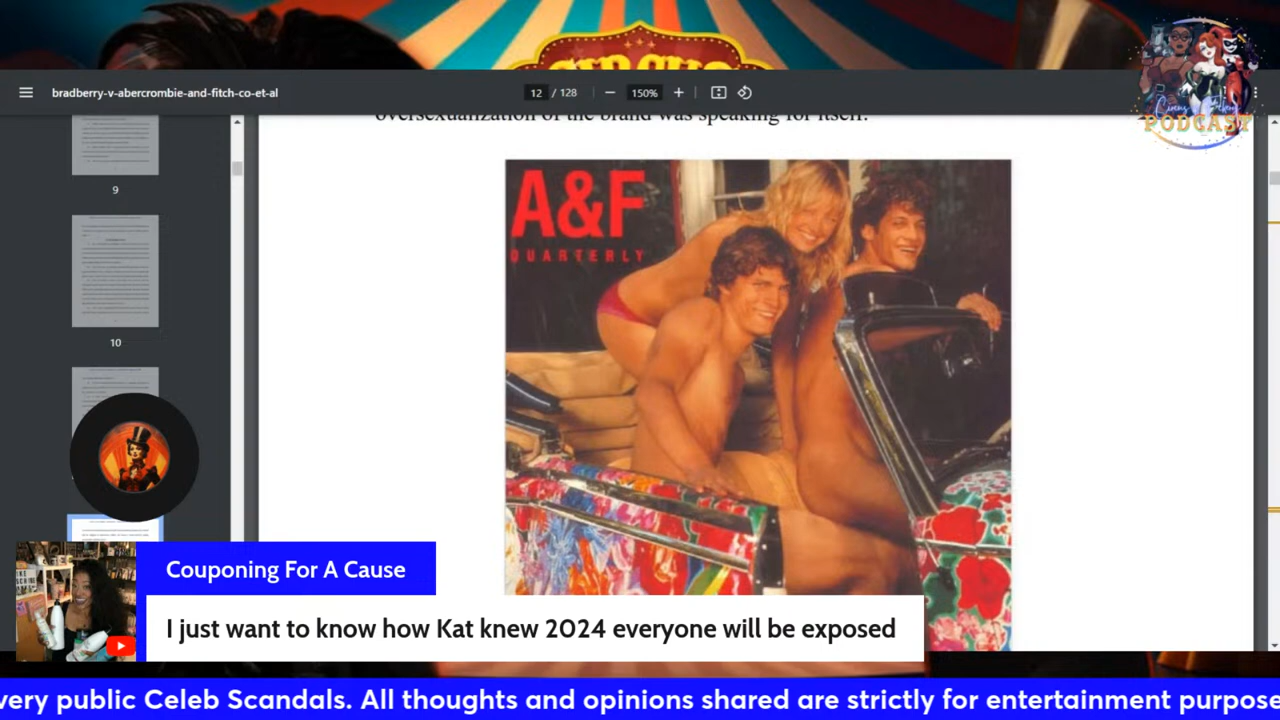 bradberry-v-abercrombie-and-fitch-co-et-al
12 / 128
150%
PODCAST
oversexualization of the brand was speaking for itself.
9
A&F
QUARTERLY
10
Couponing For A Cause
I just want to know how Kat knew 2024 everyone will be exposed
very public Celeb Scandals. All thoughts and opinions shared are strictly for entertainment purpose